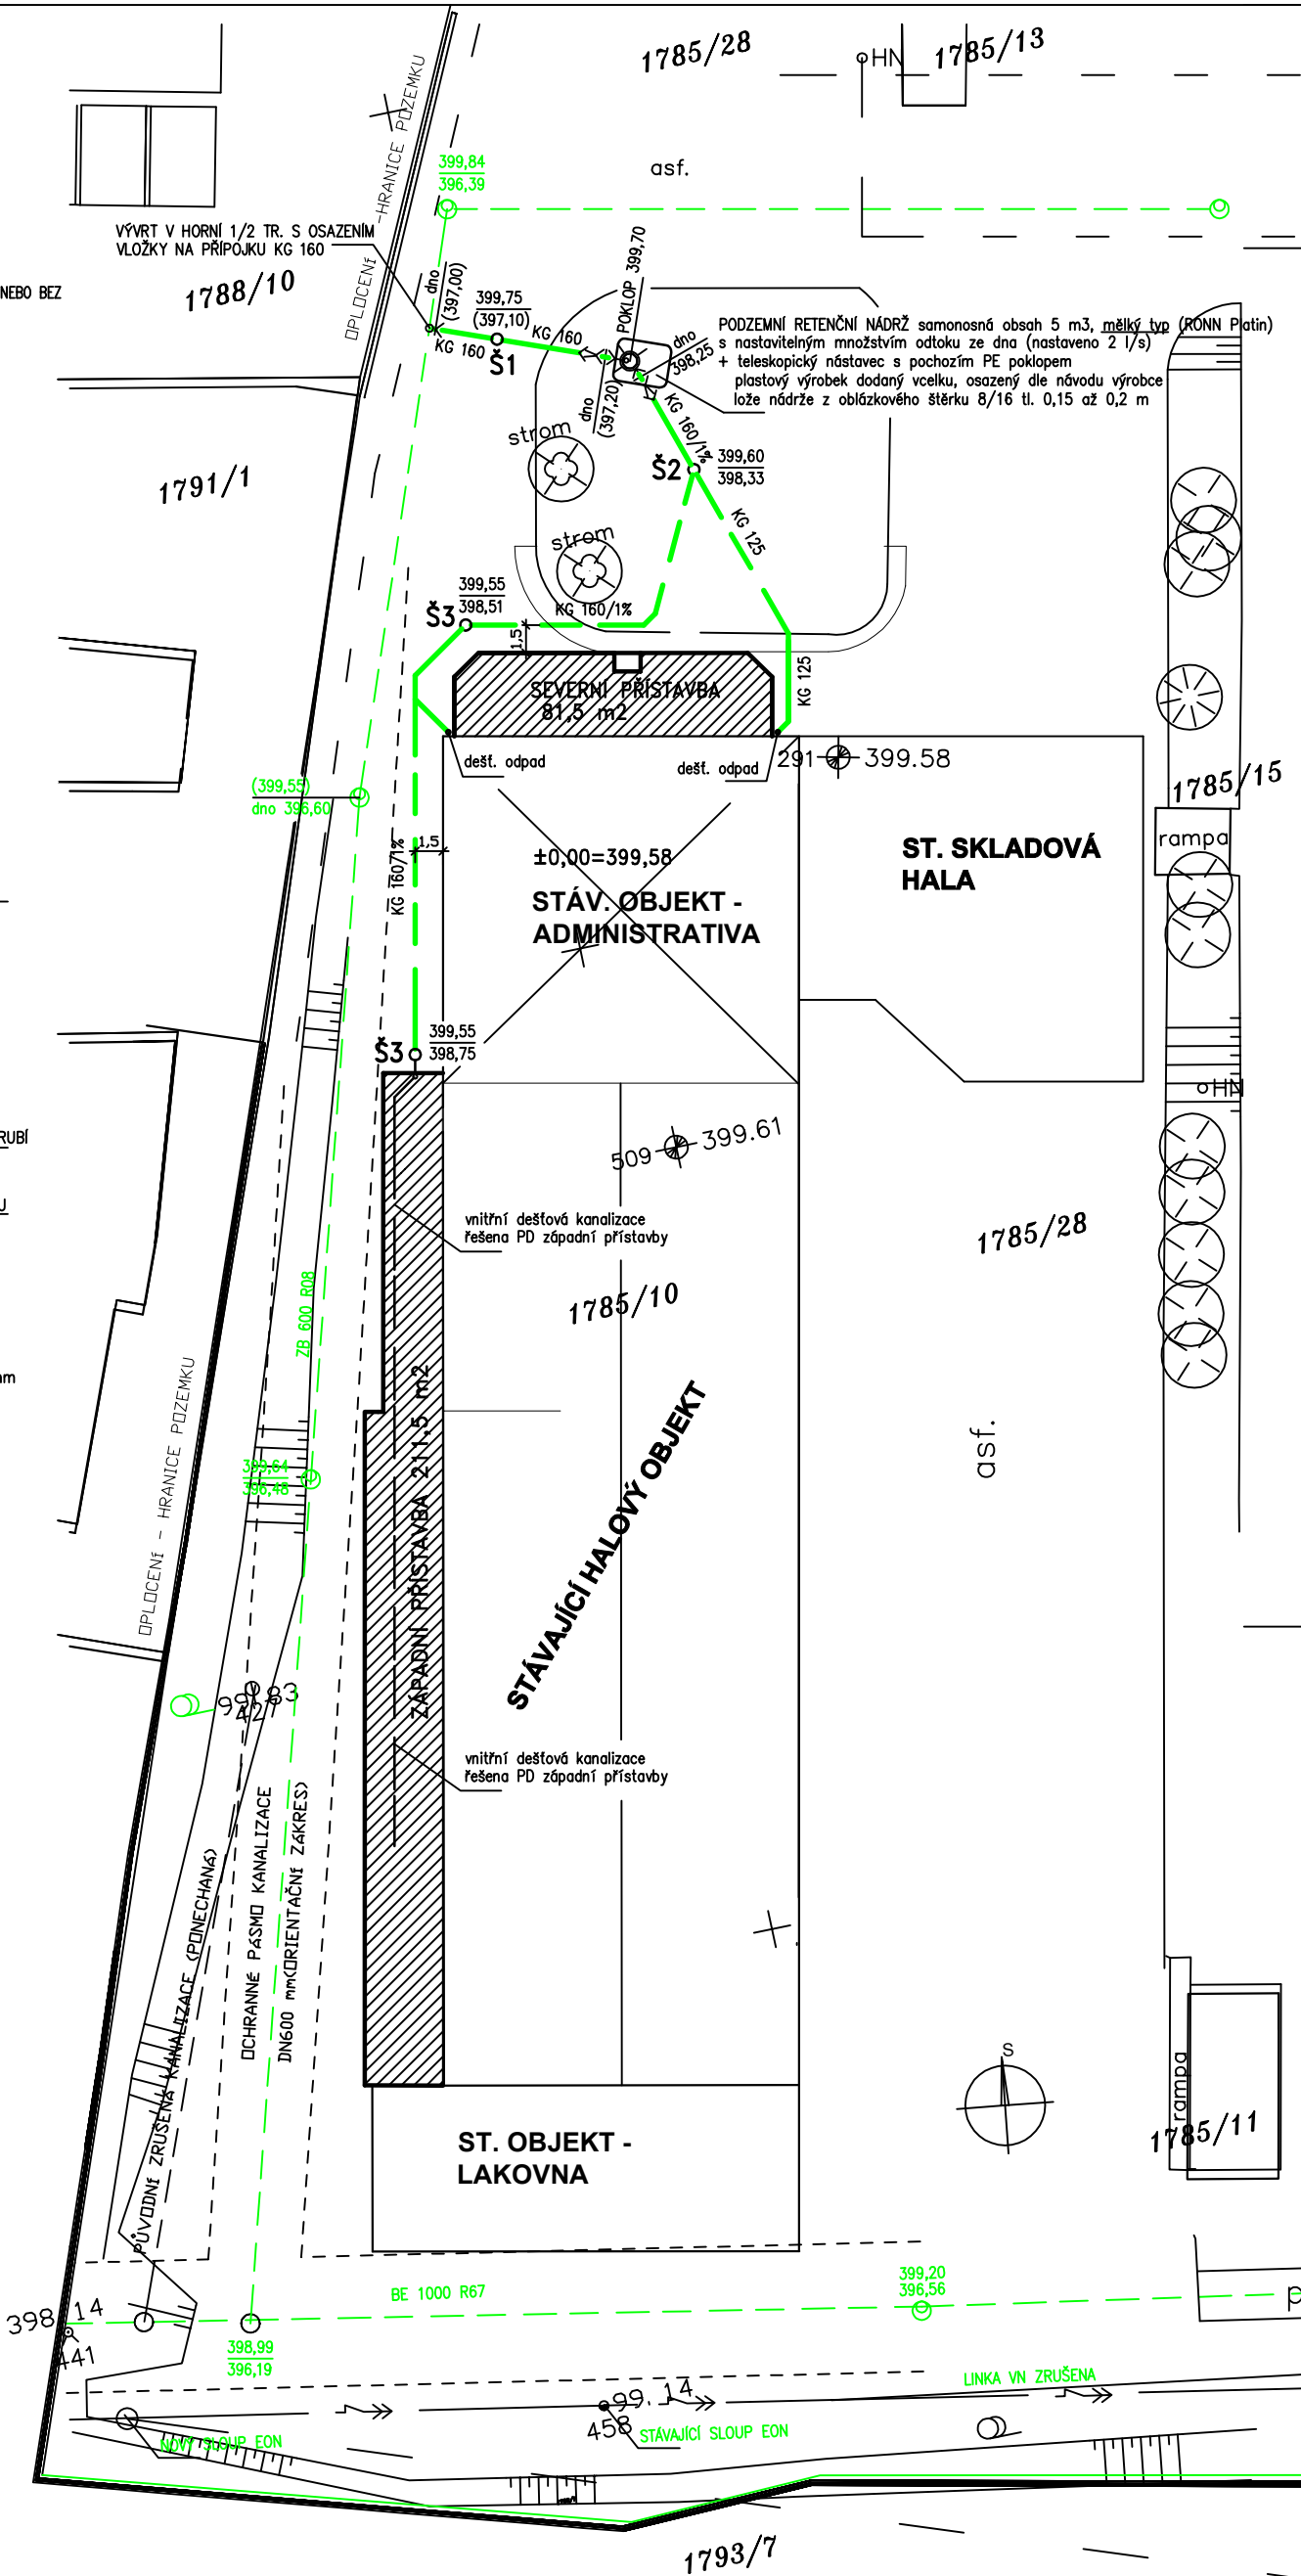 1785/28
HN
1785/13
OPLOCENÍ -HRANICE POZEMKU
asf.
399,84
396,39
VÝVRT V HORNÍ 1/2 TR. S OSAZENÍM
VLOŽKY NA PŘÍPOJKU KG 160
NEBO BEZ
1788/10
dno
(397,00)
399,75
(397,10)
KG 160
KG 160
Š1
POKLOP 399,70
dno
398,25
dno
(397,20)
PODZEMNÍ RETENČNÍ NÁDRŽ samonosná obsah 5 m3, mělký typ (RONN Platin)
s nastavitelným množstvím odtoku ze dna (nastaveno 2 l/s)
+ teleskopický nástavec s pochozím PE poklopem
plastový výrobek dodaný vcelku, osazený dle návodu výrobce
lože nádrže z oblázkového štěrku 8/16 tl. 0,15 až 0,2 m
KG 160/1%
strom
Š2
399,60
398,33
1791/1
KG 125
strom
399,55
398,51
Š3
KG 160/1%
1,5
KG 125
SEVERNÍ PŘÍSTAVBA
81,5 m2
dešť. odpad
dešť. odpad
291
399.58
1785/15
(399,55)
dno 396,60
rampa
KG 160/1%
1,5
±0,00=399,58
ST. SKLADOVÁ
HALA
STÁV. OBJEKT -
ADMINISTRATIVA
Š3
399,55
398,75
HN
RUBÍ
509
399.61
U
vnitřní dešťová kanalizace
řešena PD západní přístavby
1785/28
1785/10
ZB 600 R08
mm
OPLOCENÍ - HRANICE POZEMKU
ZÁPADNÍ PŘÍSTAVBA 211,5 m2
STÁVAJÍCÍ HALOVÝ OBJEKT
asf.
399,64
396,48
vnitřní dešťová kanalizace
řešena PD západní přístavby
PŮVODNÍ ZRUŠENÁ KANALIZACE (PONECHANÁ)
OCHRANNÉ PÁSMO KANALIZACE
DN600 mm(ORIENTAČNÍ ZÁKRES)
S
rampa
1785/11
ST. OBJEKT -
LAKOVNA
BE 1000 R67
399,20
396,56
398 14
441
398,99
396,19
p
LINKA VN ZRUŠENA
99. 14
458
STÁVAJÍCÍ SLOUP EON
NOVÝ SLOUP EON
1793/7